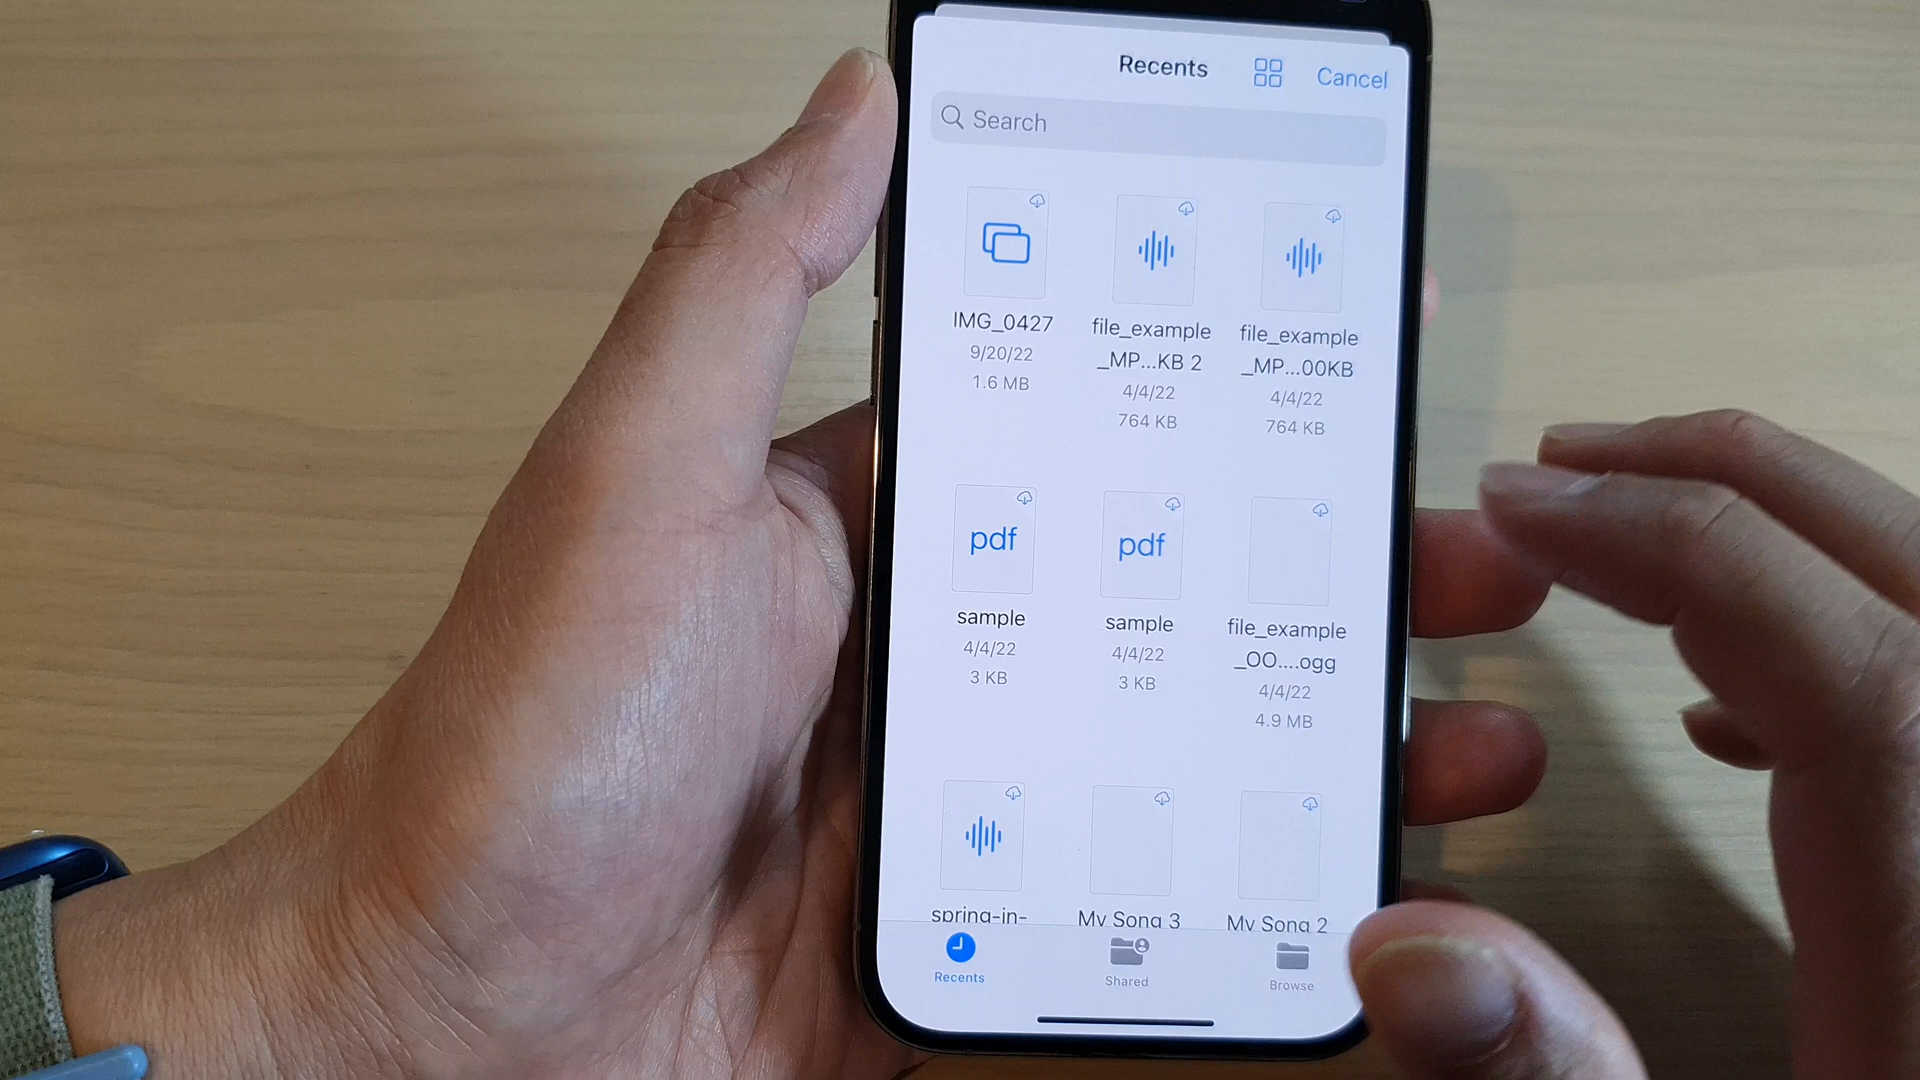 Recents
Cancel
Search
IMG_0427
9/20/22
1.6 MB
file_example
_MP...KB 2
4/4/22
764 KB
file_example
_MP...00KB
4/4/22
764 KB
pdf
sample
4/4/22
3 KB
pdf
sample
4/4/22
3 KB
file_example
_OO....ogg
4/4/22
4.9 MB
spring-in-
My Song 3
My Song 2
Recents
Shared
Browse